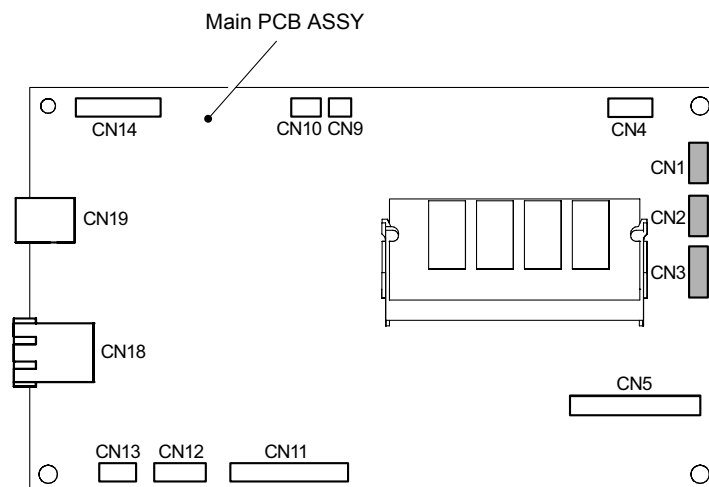 Main PCB ASSY
CN14
CN10
CN9
CN4
CN1
CN19
CN2
CN3
CN18
CN5
CN13
CN12
CN11